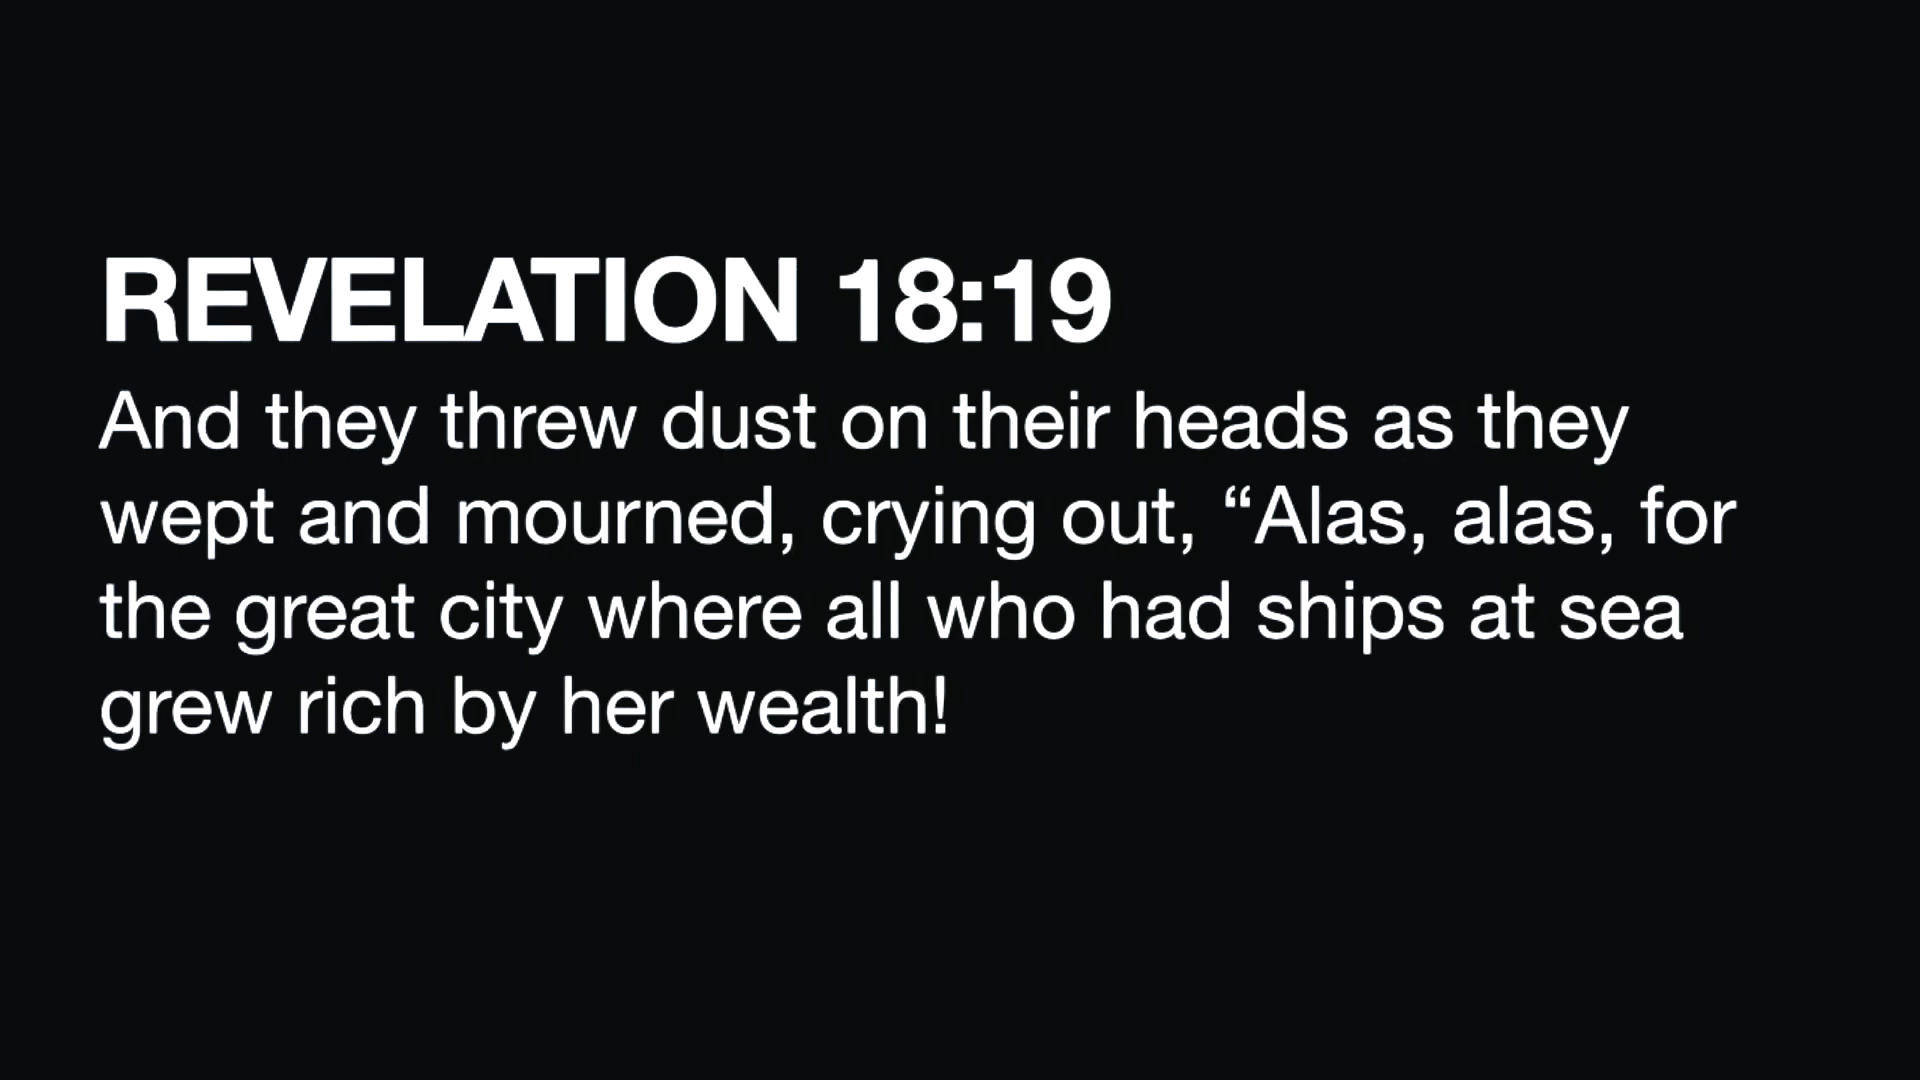 REVELATION 18:19
And they threw dust on their heads as they
wept and mourned, crying out, “Alas, alas, for
the great city where all who had ships at sea
grew rich by her wealth!